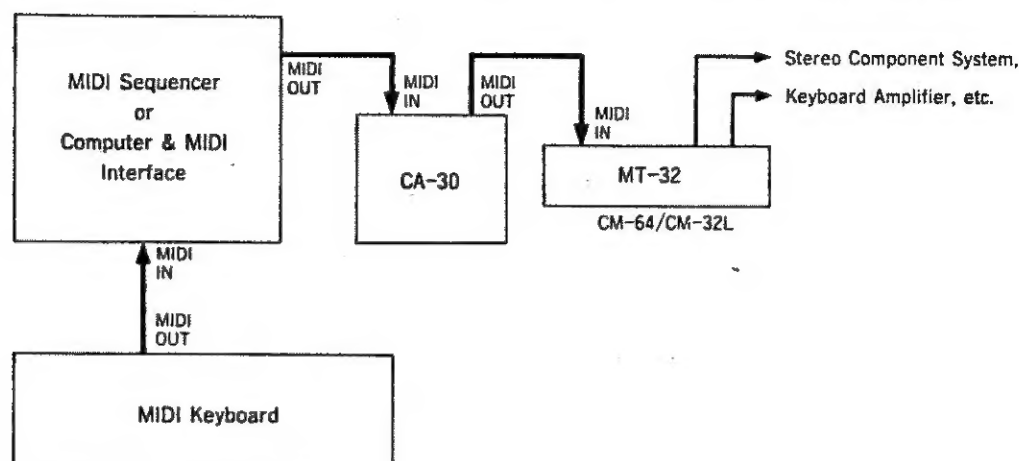 MIDI Sequencer
or
Computer & MIDI
Interface
MIDI
OUT
MIDI
IN
CA-30
MIDI
OUT
MIDI
IN
MT-32
CM-64/CM-32L
Stereo Component System,
Keyboard Amplifier, etc.
MIDI
IN
MIDI
OUT
MIDI Keyboard